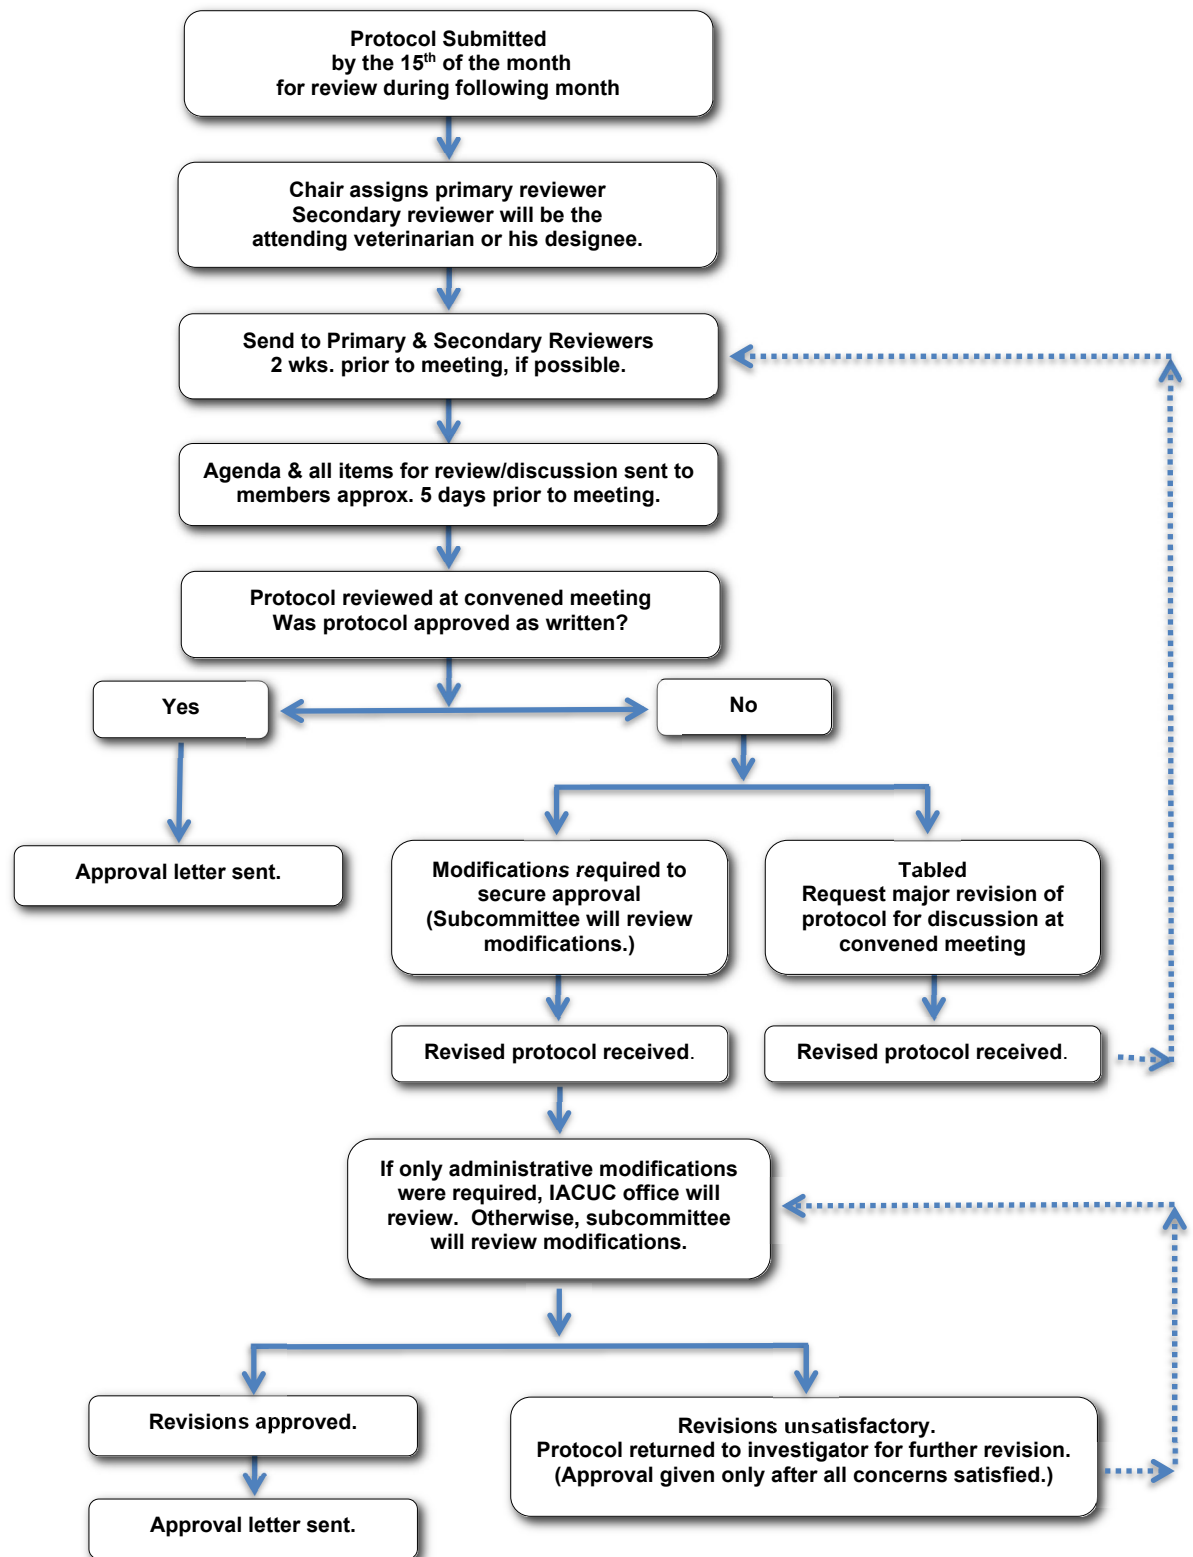 Protocol Submitted
by the 15th of the month
for review during following month
Chair assigns primary reviewer
Secondary reviewer will be the
attending veterinarian or his designee.
Send to Primary & Secondary Reviewers
2 wks. prior to meeting, if possible.
Agenda & all items for review/discussion sent to
members approx. 5 days prior to meeting.
Protocol reviewed at convened meeting
Was protocol approved as written?
Yes
No
Approval letter sent.
Modifications required to
secure approval
(Subcommittee will review
modifications.)
Tabled
Request major revision of
protocol for discussion at
convened meeting
Revised protocol received.
Revised protocol received.
If only administrative modifications
were required, IACUC office will
review.  Otherwise, subcommittee
will review modifications.
Revisions approved.
Revisions unsatisfactory.
Protocol returned to investigator for further revision.
(Approval given only after all concerns satisfied.)
Approval letter sent.